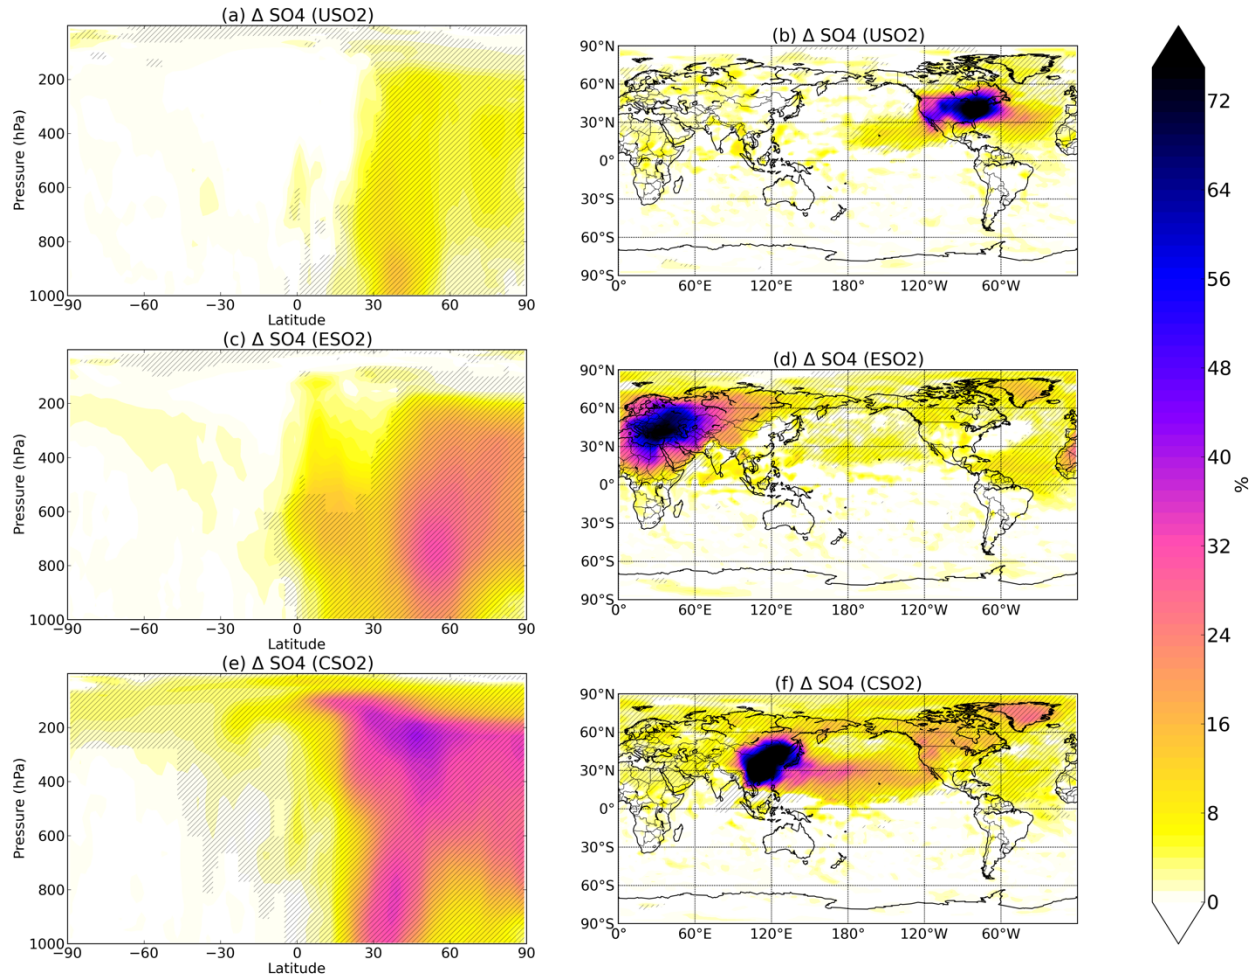 (a) Δ SO4 (USO2)
Pressure (hPa)
200
400
600
800
1000
−90
−60
−30
0
30
60
90
Latitude
(b) Δ SO4 (USO2)
90°N
60°N
30°N
0°
30°S
60°S
90°S
0°
60°E
120°E
180°
120°W
60°W
(c) Δ SO4 (ESO2)
Pressure (hPa)
200
400
600
800
1000
−90
−60
−30
0
30
60
90
Latitude
(d) Δ SO4 (ESO2)
90°N
60°N
30°N
0°
30°S
60°S
90°S
0°
60°E
120°E
180°
120°W
60°W
(e) Δ SO4 (CSO2)
Pressure (hPa)
200
400
600
800
1000
−90
−60
−30
0
30
60
90
Latitude
(f) Δ SO4 (CSO2)
90°N
60°N
30°N
0°
30°S
60°S
90°S
0°
60°E
120°E
180°
120°W
60°W
72
64
56
48
40
32
24
16
8
0
%